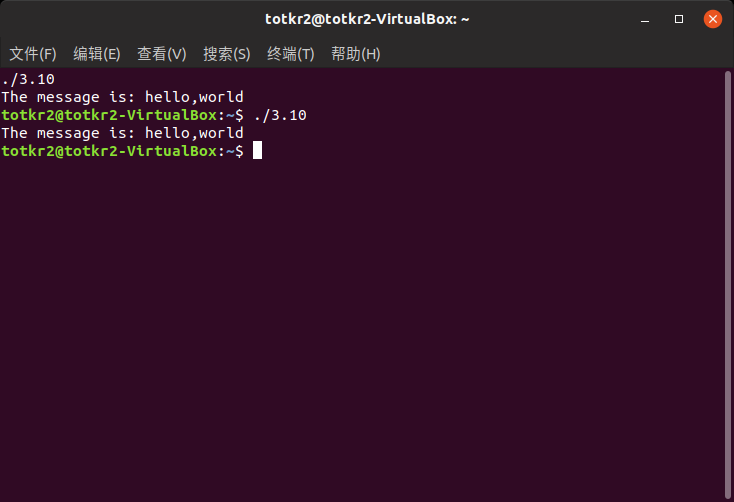 totkr2@totkr2-VirtualBox: ~
文件(F) 编辑(E) 查看(V) 搜索(S) 终端(T) 帮助(H)
./3.10
The message is: hello,world
totkr2@totkr2-VirtualBox:~$ ./3.10
The message is: hello,world
totkr2@totkr2-VirtualBox:~$